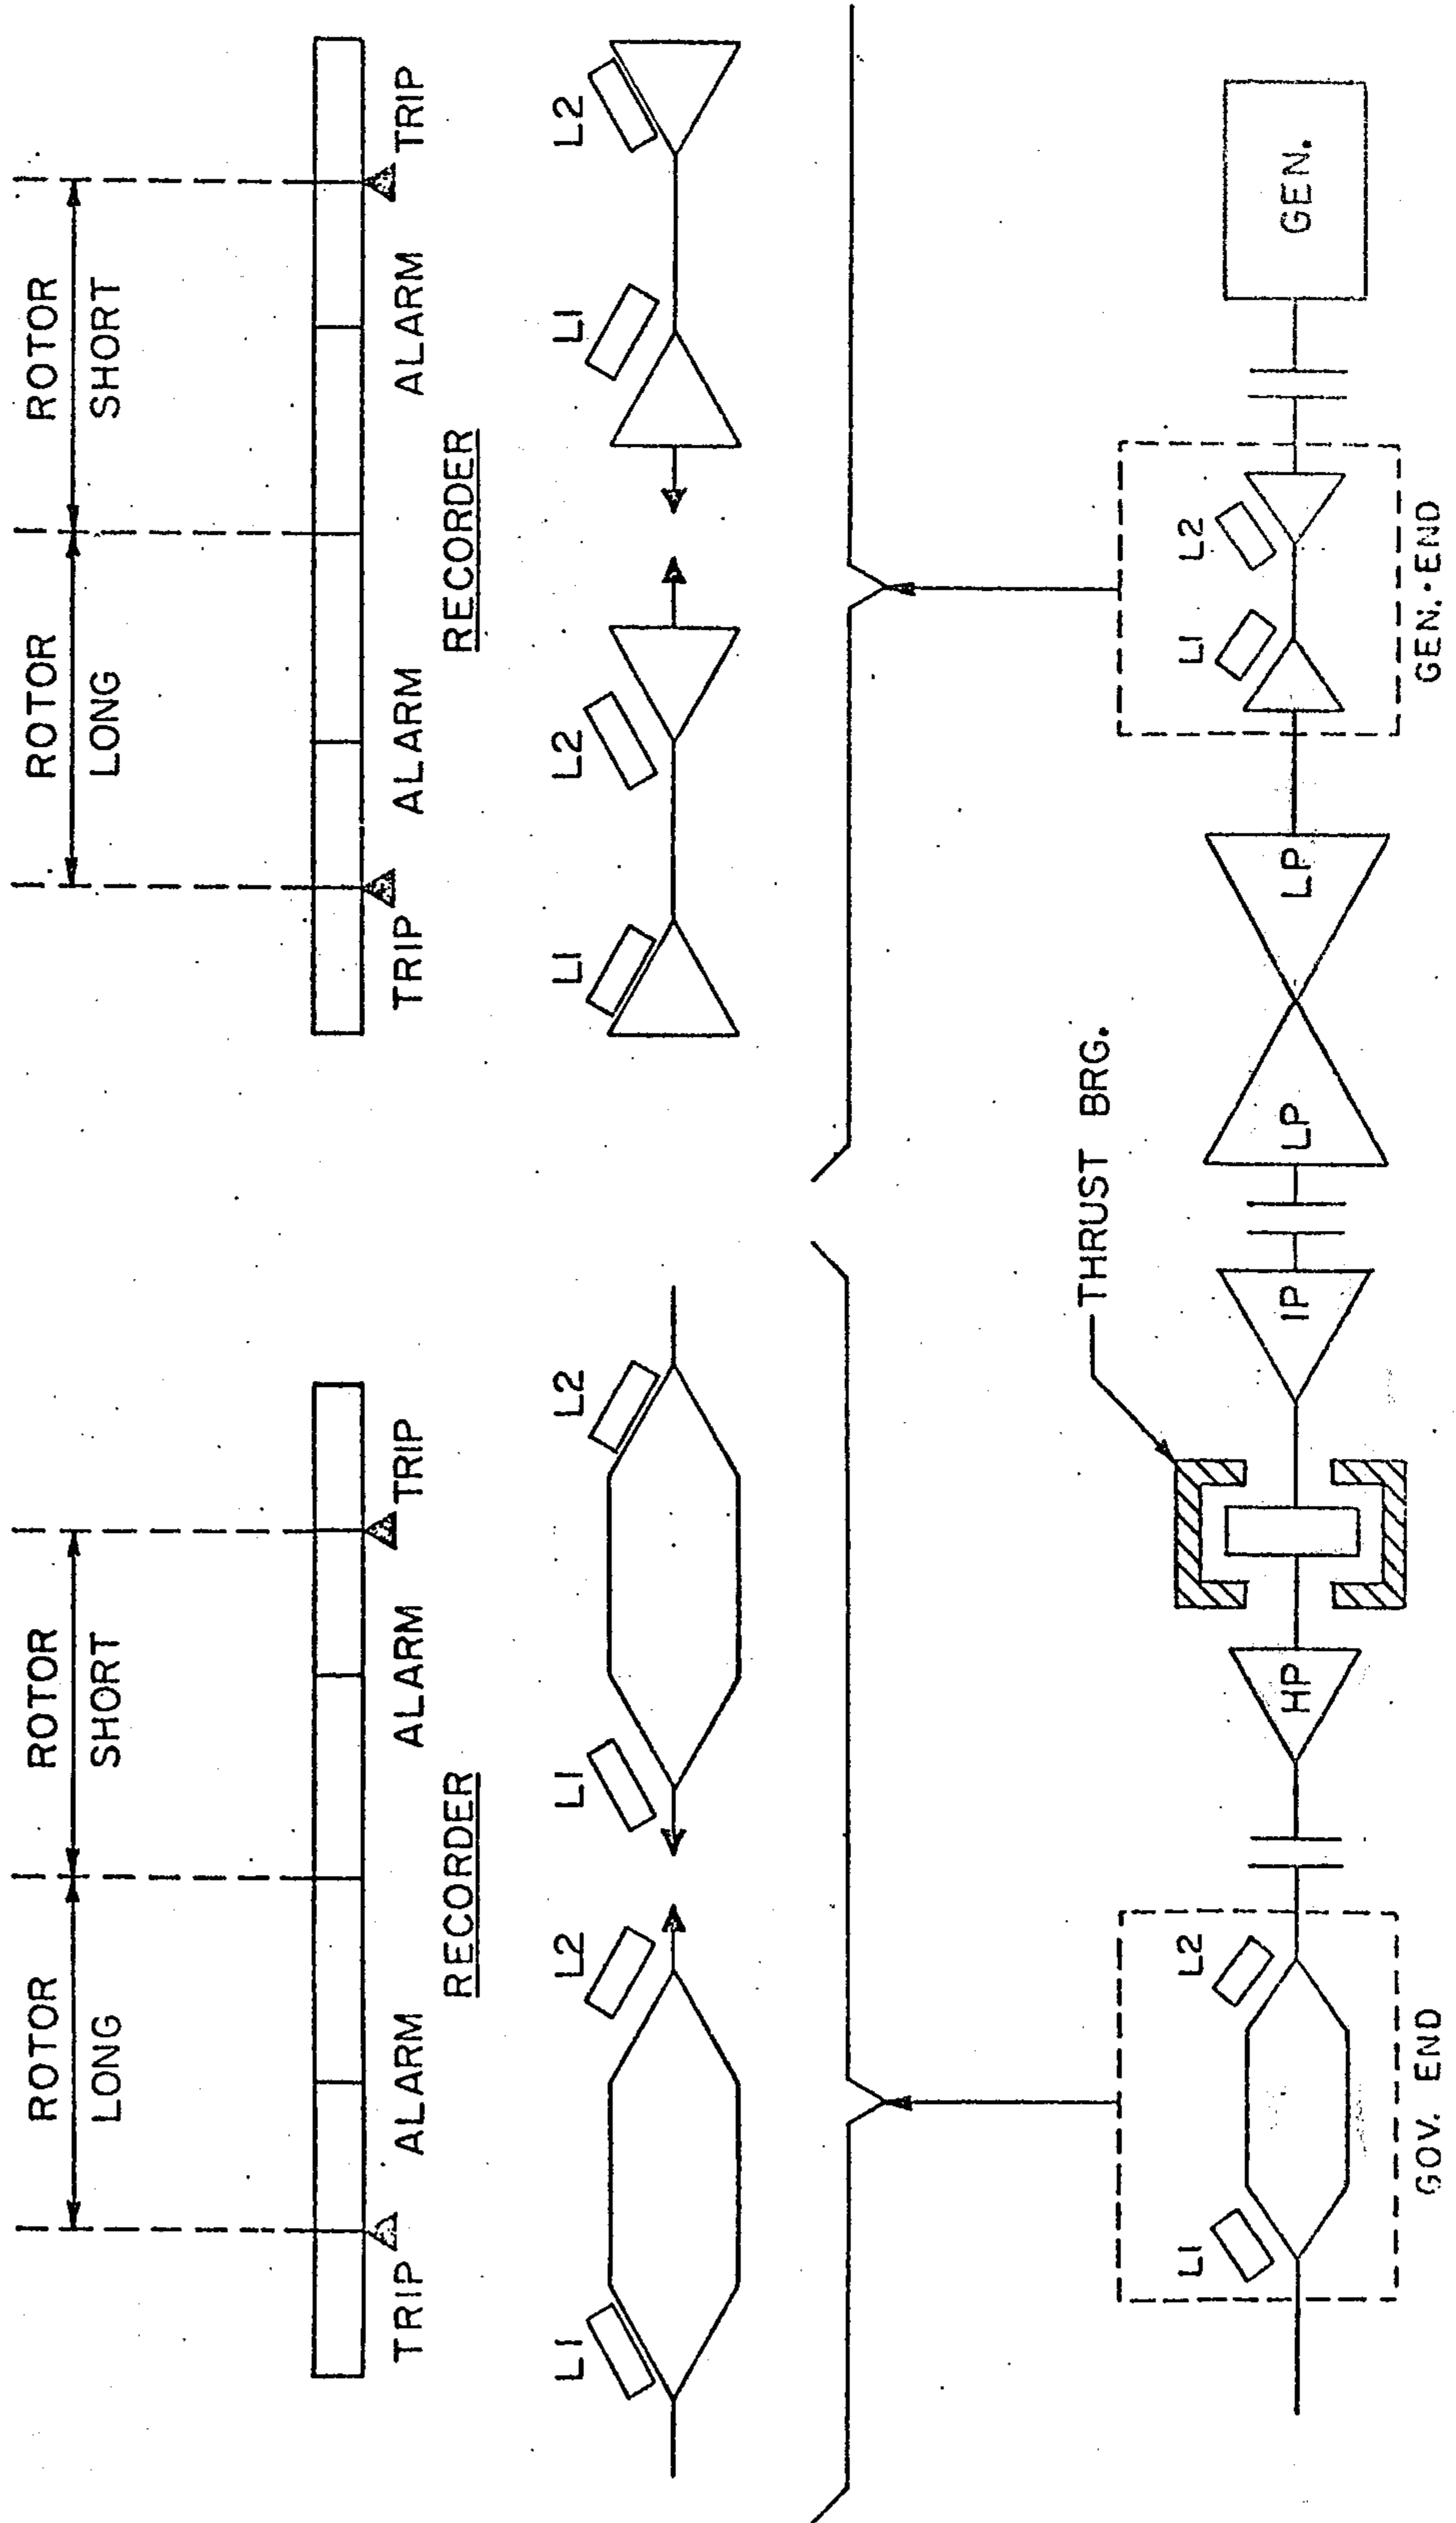 ROTOR
LONG
ROTOR
SHORT
TRIP
ALARM
ALARM
TRIP
RECORDER
L1
L2
L1
L2
ROTOR
LONG
ROTOR
SHORT
TRIP
ALARM
ALARM
TRIP
RECORDER
L1
L2
L1
L2
THRUST BRG.
L1
L2
HP
IP
LP
LP
L1
L2
GEN.
GOV. END
GEN. END